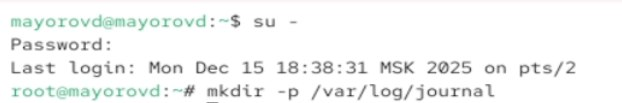 mayorovd@mayorovd:~$ su -
Password:
Last login: Mon Dec 15 18:38:31 MSK 2025 on pts/2
root@mayorovd:~# mkdir -p /var/log/journal